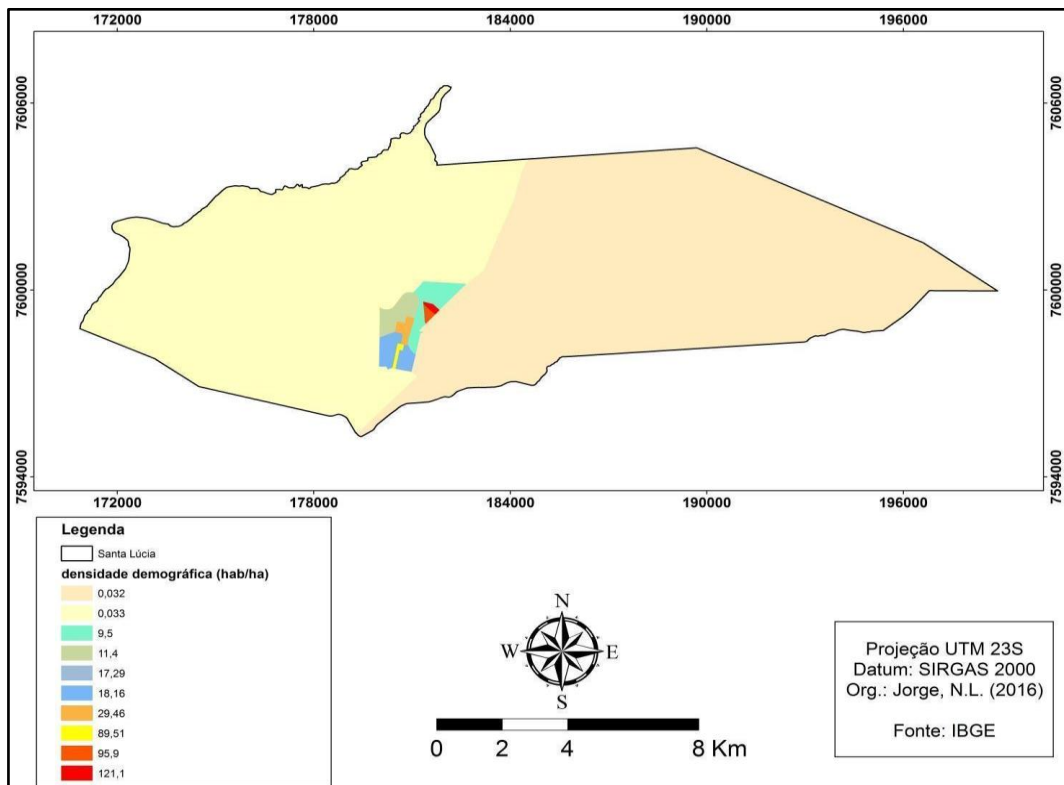 172000 178000 184000 190000 196000
7606000 7606000
7600000 7600000
7594000 7594000
172000 178000 184000 190000 196000
Legenda
Santa Lúcia
densidade demográfica (hab/ha)
0,032
0,033
9,5
11,4
17,29
18,16
29,46
89,51
95,9
121,1
N
W E
S
0 2 4 8 Km
Projeção UTM 23S
Datum: SIRGAS 2000
Org.: Jorge, N.L. (2016)
Fonte: IBGE